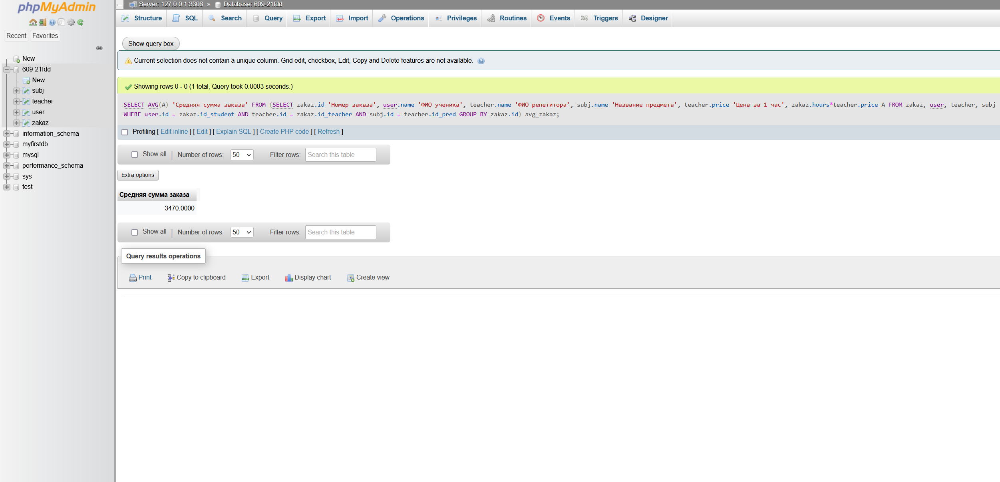 phpMyAdmin
Recent Favorites
New
609-21fdd
New
subj
teacher
user
zakaz
information_schema
myfirstdb
mysql
performance_schema
sys
test
Server: 127.0.0.1:3306 » Database: 609-21fdd
Structure SQL Search Query Export Import Operations Privileges Routines Events Triggers Designer
Show query box
Current selection does not contain a unique column. Grid edit, checkbox, Edit, Copy and Delete features are not available.
Showing rows 0 - 0 (1 total, Query took 0.0003 seconds.)
SELECT AVG(A) 'Средняя сумма заказа' FROM (SELECT zakaz.id 'Номер заказа', user.name 'ФИО ученика', teacher.name 'ФИО репетитора', subj.name 'Название предмета', teacher.price 'Цена за 1 час', zakaz.hours*teacher.price A FROM zakaz, user, teacher, subj
WHERE user.id = zakaz.id_student AND teacher.id = zakaz.id_teacher AND subj.id = teacher.id_pred GROUP BY zakaz.id) avg_zakaz;
Profiling [ Edit inline ] [ Edit ] [ Explain SQL ] [ Create PHP code ] [ Refresh ]
Show all | Number of rows: 50 Filter rows: Search this table
Extra options
Средняя сумма заказа
3470.0000
Show all | Number of rows: 50 Filter rows: Search this table
Query results operations
Print Copy to clipboard Export Display chart Create view